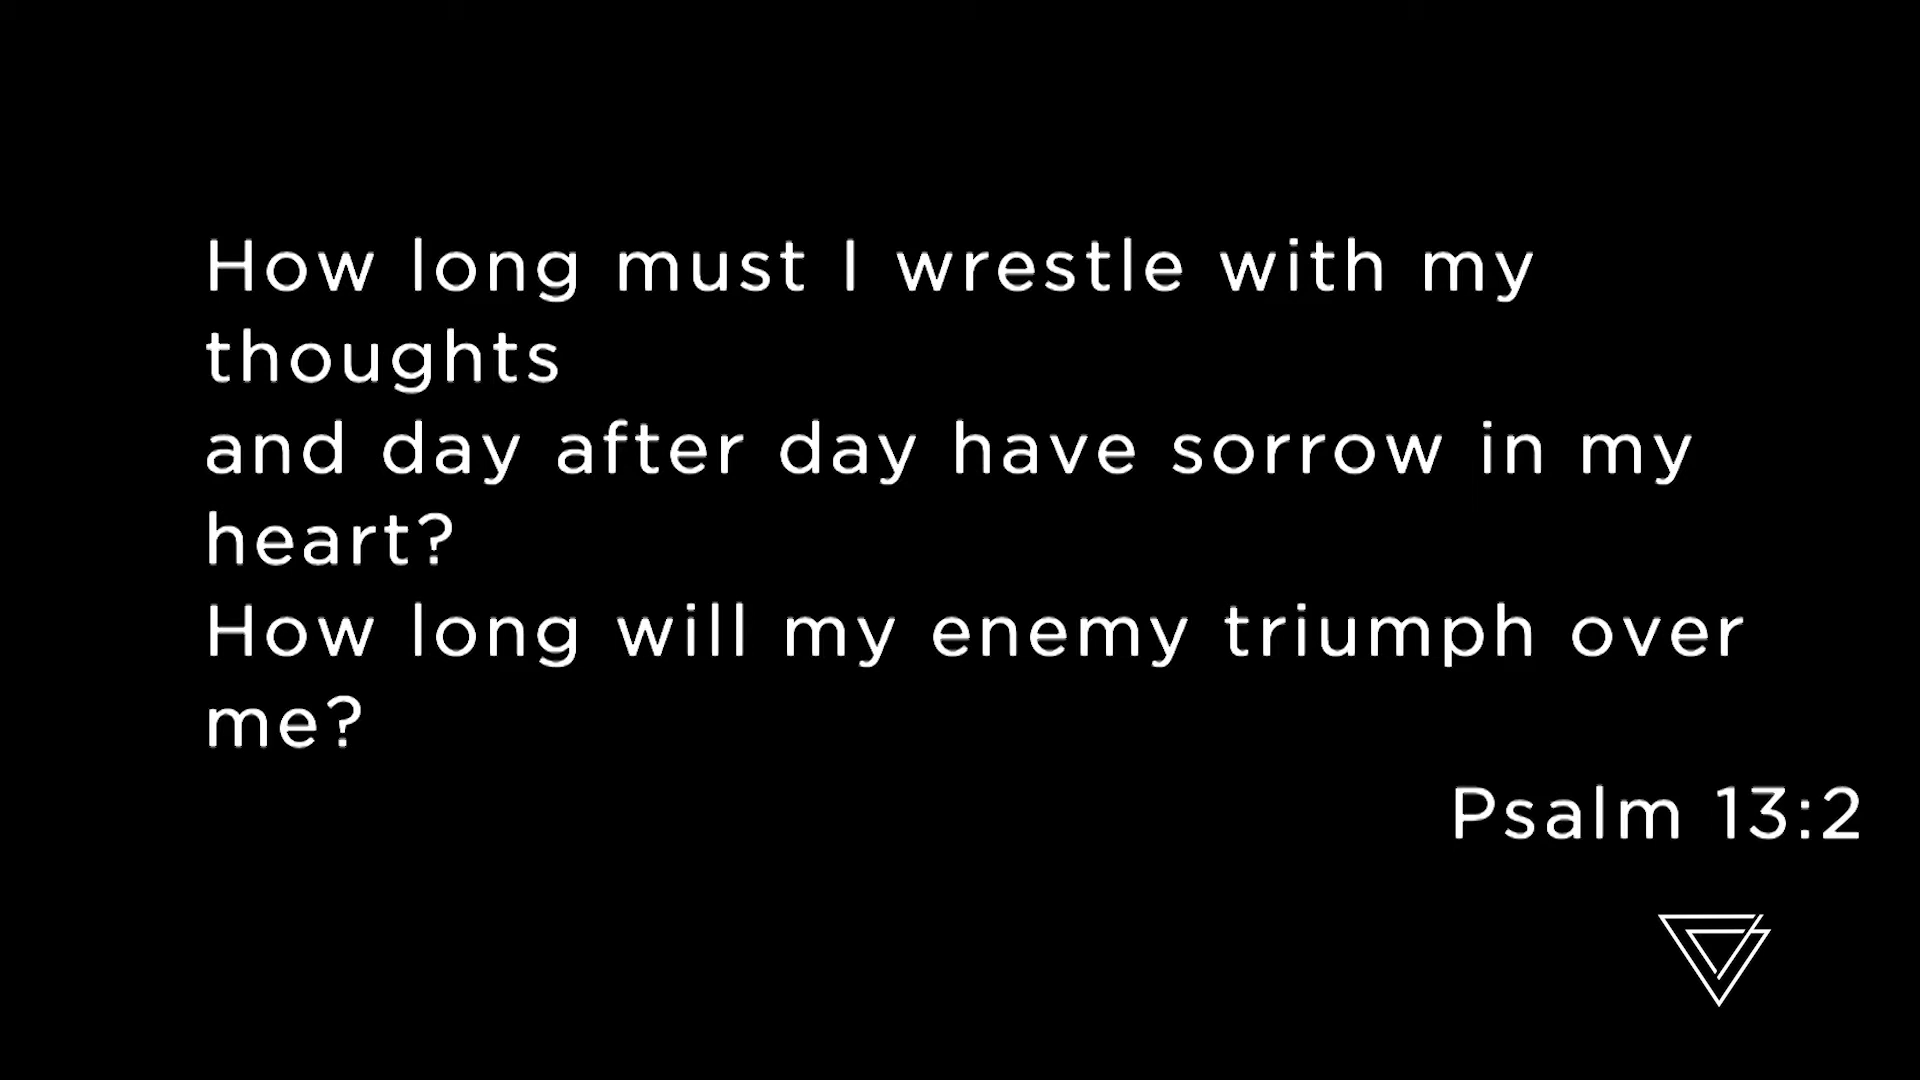 How long must I wrestle with my
thoughts
and day after day have sorrow in my
heart?
How long will my enemy triumph over
me?
Psalm 13:2